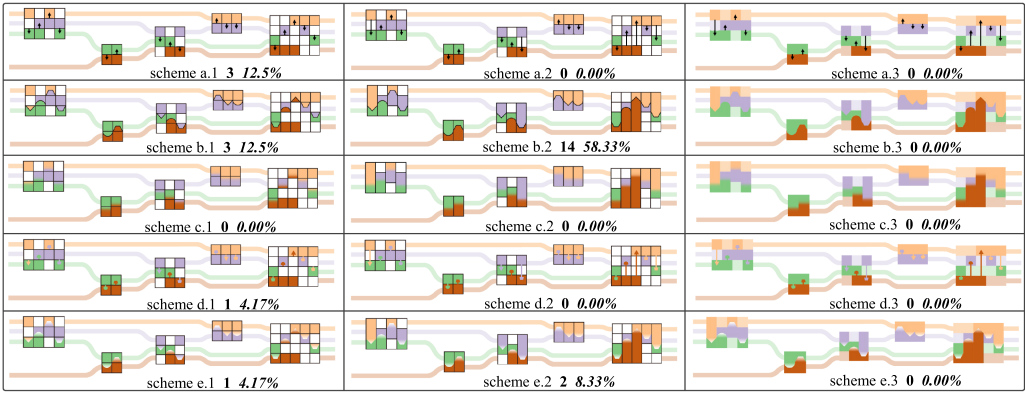 scheme a.1 3 12.5%
scheme a.2 0 0.00%
scheme a.3 0 0.00%
scheme b.1 3 12.5%
scheme b.2 14 58.33%
scheme b.3 0 0.00%
scheme c.1 0 0.00%
scheme c.2 0 0.00%
scheme c.3 0 0.00%
scheme d.1 1 4.17%
scheme d.2 0 0.00%
scheme d.3 0 0.00%
scheme e.1 1 4.17%
scheme e.2 2 8.33%
scheme e.3 0 0.00%